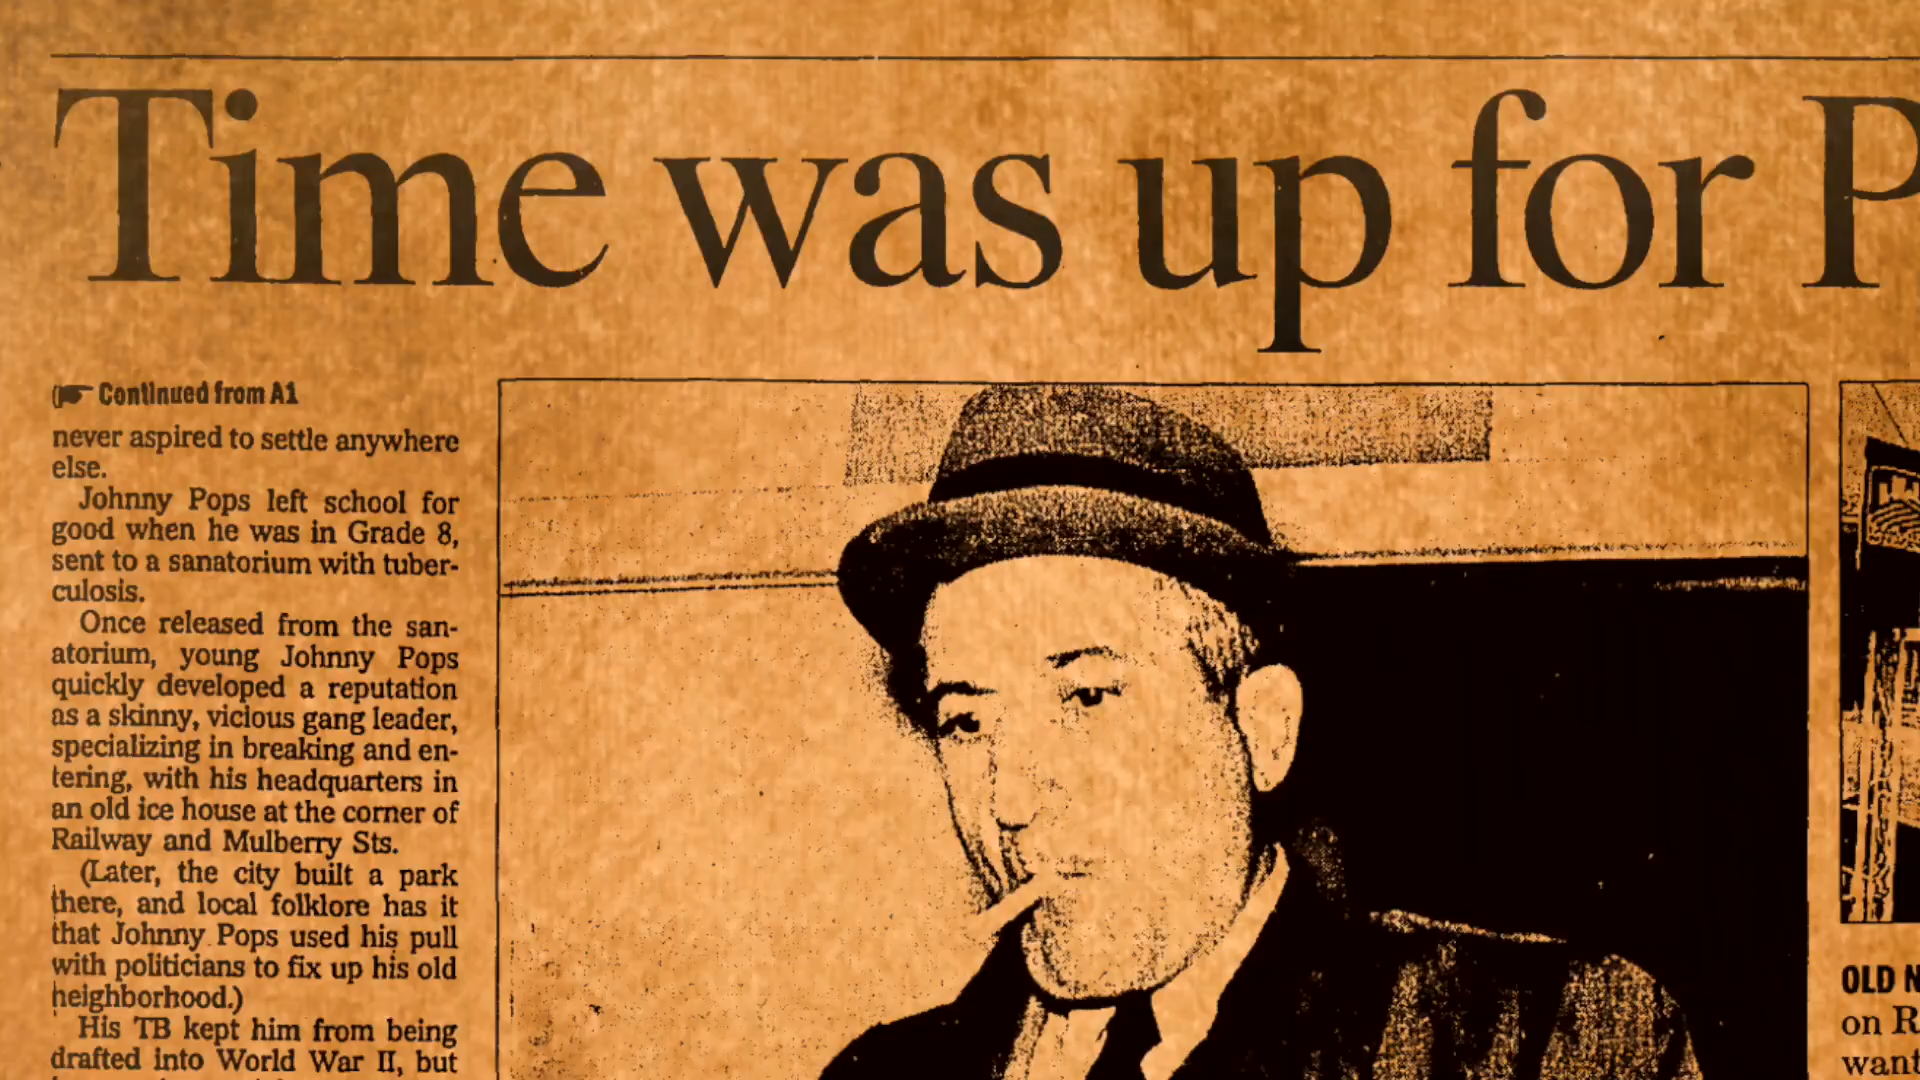 Time was up for P
Continued from A1
never aspired to settle anywhere
else.
Johnny Pops left school for
good when he was in Grade 8,
sent to a sanatorium with tuber-
culosis.
Once released from the san-
atorium, young Johnny Pops
quickly developed a reputation
as a skinny, vicious gang leader,
specializing in breaking and en-
tering, with his headquarters in
an old ice house at the corner of
Railway and Mulberry Sts.
(Later, the city built a park
there, and local folklore has it
that Johnny Pops used his pull
with politicians to fix up his old
neighborhood.)
His TB kept him from being
drafted into World War II, but
OLD N
on R
want